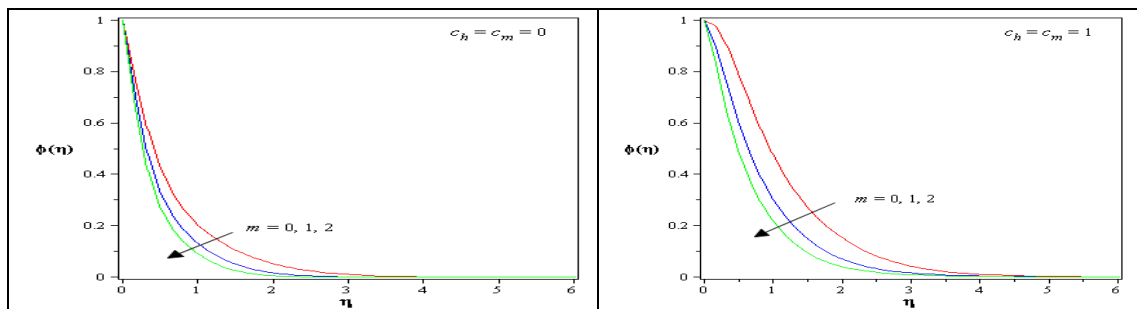 1
c_h = c_m = 0
0.8
0.6
φ(η)
0.4
0.2
m = 0, 1, 2
0
0 1 2 3 4 5 6
η
1
c_h = c_m = 1
0.8
0.6
φ(η)
0.4
0.2
m = 0, 1, 2
0
0 1 2 3 4 5 6
η